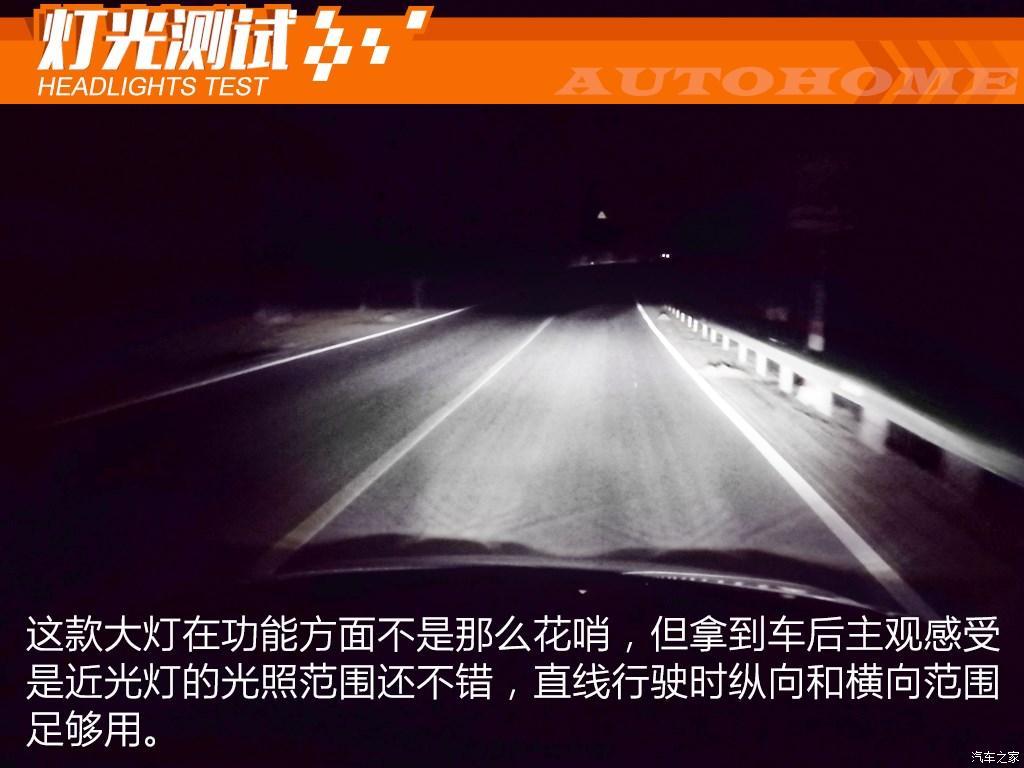 灯光测试
HEADLIGHTS TEST
AUTOHOME
这款大灯在功能方面不是那么花哨，但拿到车后主观感受
是近光灯的光照范围还不错，直线行驶时纵向和横向范围
足够用。
汽车之家